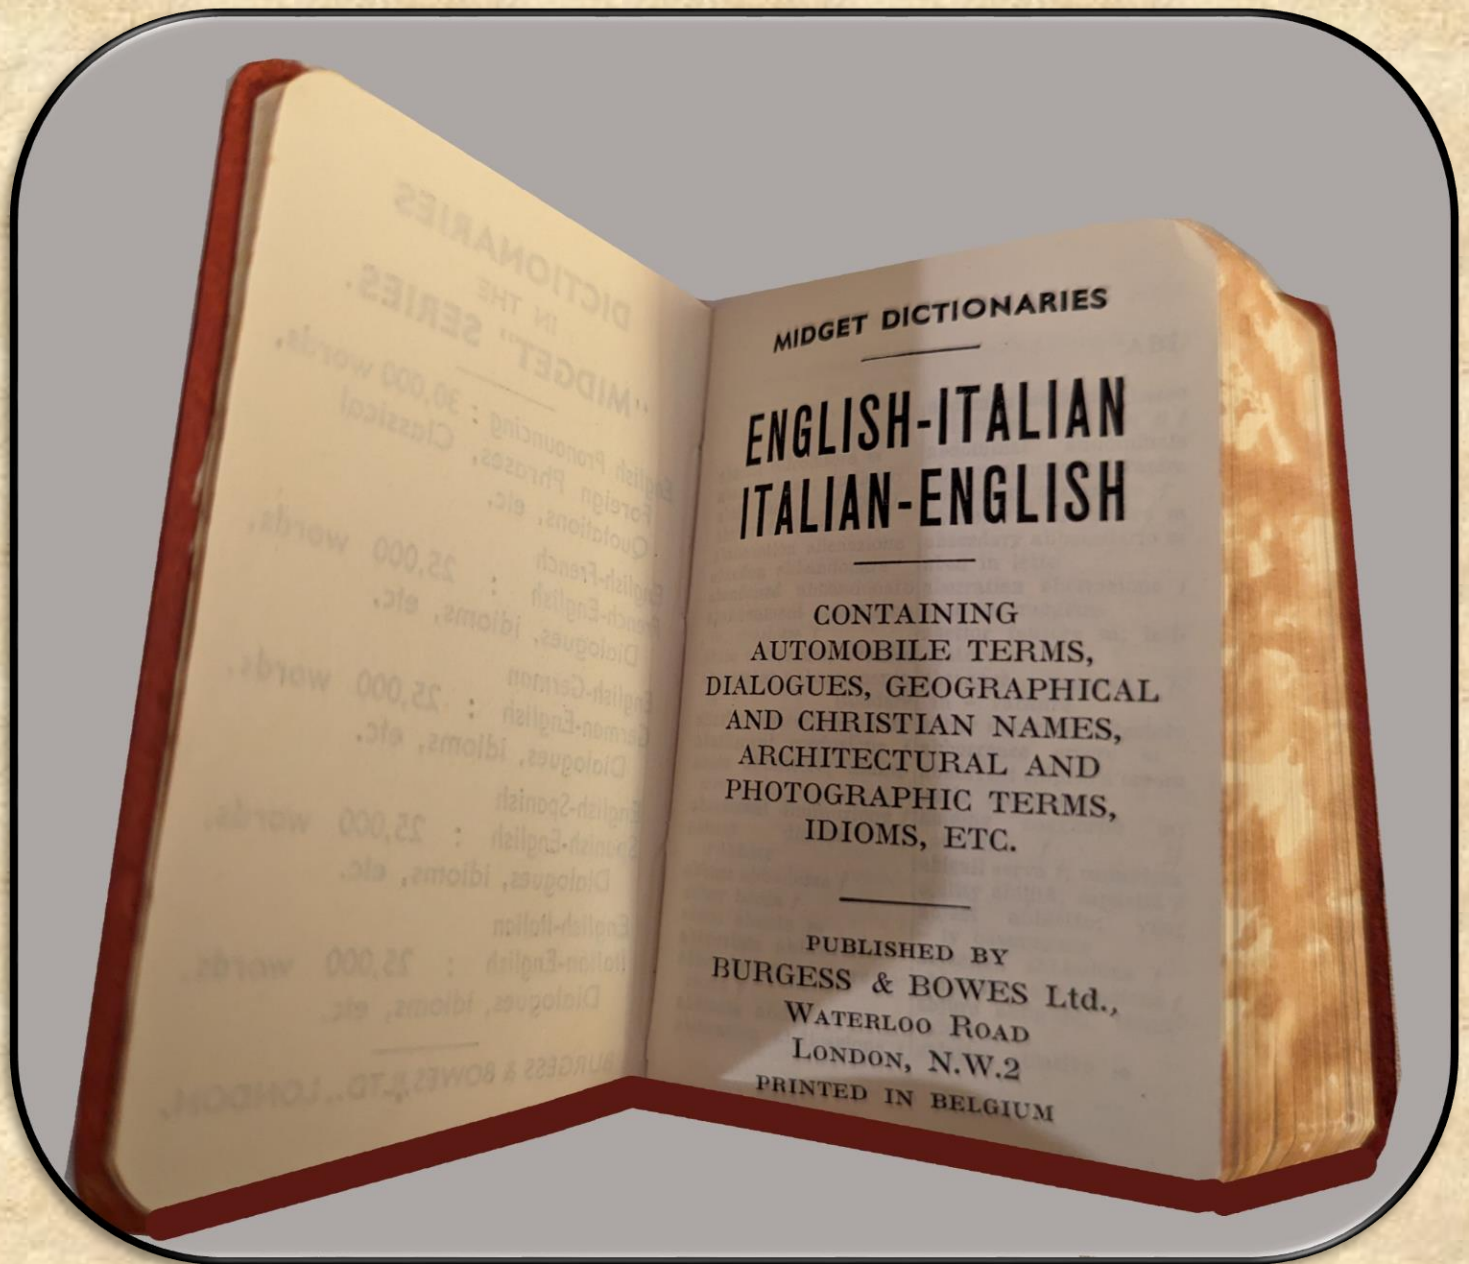 DICTIONARIES
IN THE
"MIDGET" SERIES.
English Pronouncing : 30,000 words,
Foreign Phrases, Classical
Quotations, etc.
English-French
French-English : 25,000 words,
Dialogues, idioms, etc.
English-German
German-English : 25,000 words,
Dialogues, idioms, etc.
English-Spanish
Spanish-English : 25,000 words,
Dialogues, idioms, etc.
English-Italian
Italian-English : 25,000 words,
Dialogues, idioms, etc.
BURGESS & BOWES LTD., LONDON,
MIDGET DICTIONARIES
ENGLISH-ITALIAN
ITALIAN-ENGLISH
CONTAINING
AUTOMOBILE TERMS,
DIALOGUES, GEOGRAPHICAL
AND CHRISTIAN NAMES,
ARCHITECTURAL AND
PHOTOGRAPHIC TERMS,
IDIOMS, ETC.
PUBLISHED BY
BURGESS & BOWES Ltd.,
WATERLOO ROAD
LONDON, N.W.2
PRINTED IN BELGIUM